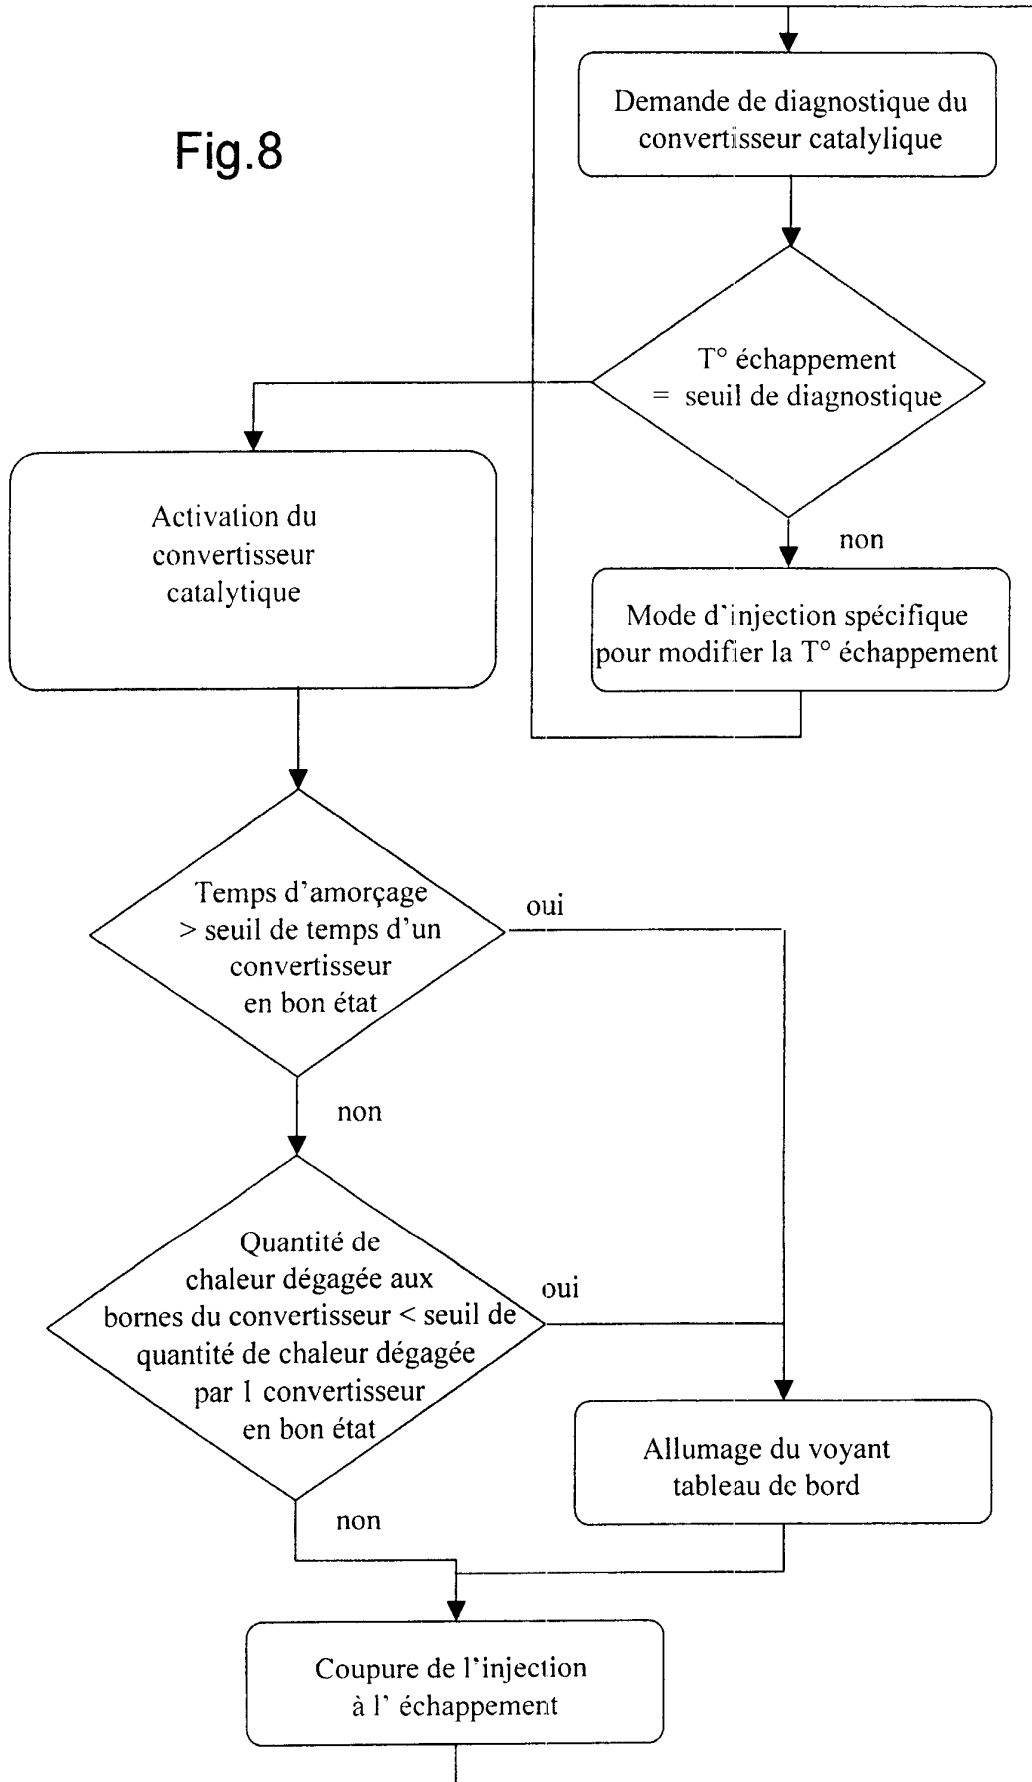 Fig.8
Demande de diagnostique du
convertisseur catalylique
T° échappement
= seuil de diagnostique
non
Mode d'injection spécifique
pour modifier la T° échappement
Activation du
convertisseur
catalytique
Temps d'amorçage
> seuil de temps d'un
convertisseur
en bon état
oui
non
Quantité de
chaleur dégagée aux
bornes du convertisseur < seuil de
quantité de chaleur dégagée
par 1 convertisseur
en bon état
oui
non
Allumage du voyant
tableau de bord
Coupure de l'injection
à l' échappement